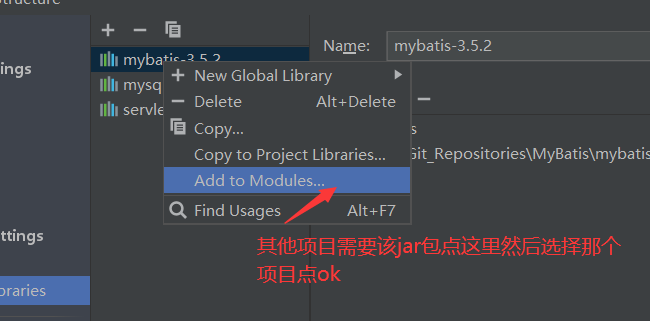 ructure
Name: mybatis-3.5.2
mybatis-3.5.2
ngs
New Global Library
mysq
Delete Alt+Delete
servle
Copy...
s
Copy to Project Libraries...
Git_Repositories\MyBatis\mybatis
Add to Modules...
Find Usages Alt+F7
ttings
其他项目需要该jar包点这里然后选择那个
项目点ok
braries